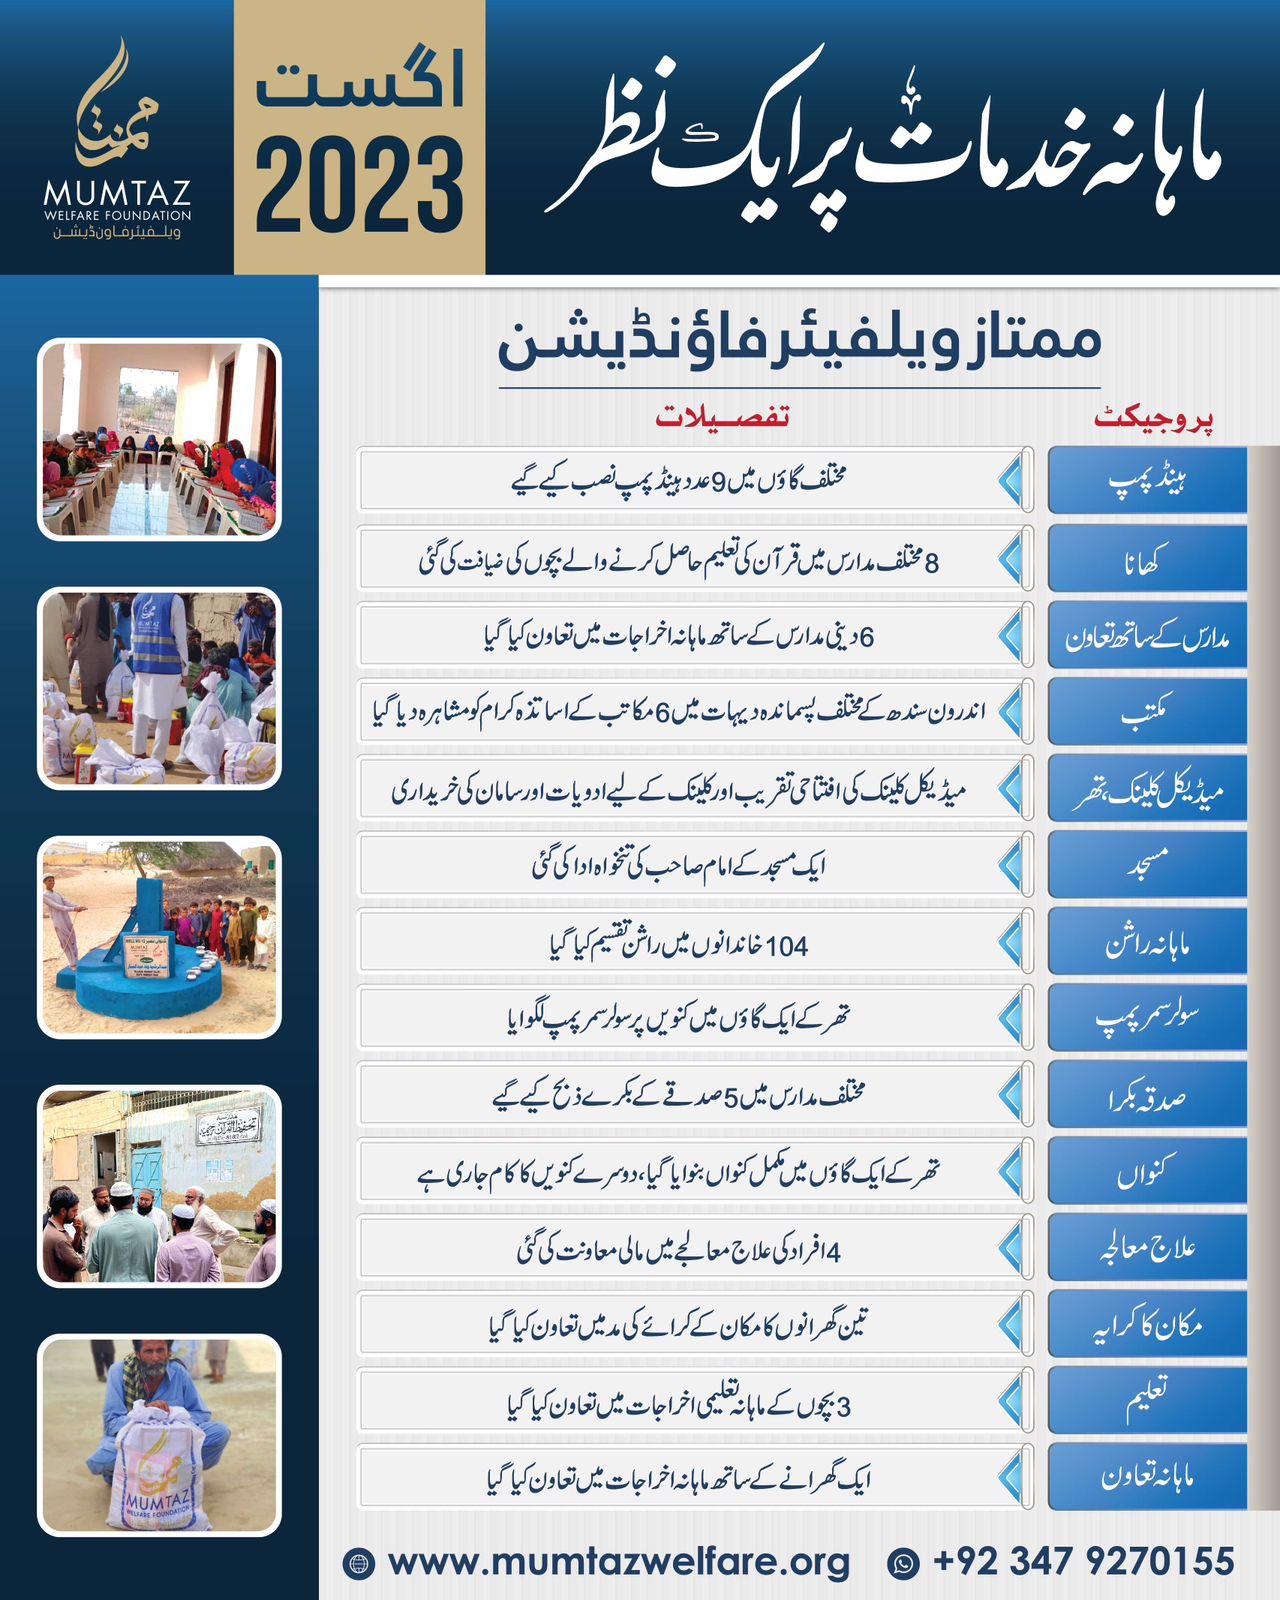 ماہانہ خدمات پر ایک نظر
اگست
2023
ممتاز
MUMTAZ
WELFARE FOUNDATION
ویلفیئر فاونڈیشن
ممتاز ویلفیئر فاؤنڈیشن
پروجیکٹ تفصیلات
ہینڈ پمپ مختلف گاؤں میں 9 عدد ہینڈ پمپ نصب کیے گیے
کھانا 8 مختلف مدارس میں قرآن کی تعلیم حاصل کرنے والے بچوں کی ضیافت کی گئی
مدارس کے ساتھ تعاون 6 دینی مدارس کے ساتھ ماہانہ اخراجات میں تعاون کیا گیا
مکتب اندرون سندھ کے مختلف پسماندہ دیہات میں 6 مکاتب کے اساتذہ کرام کو مشاہرہ دیا گیا
میڈیکل کلینک، تھر میڈیکل کلینک کی افتتاحی تقریب اور کلینک کے لیے ادویات اور سامان کی خریداری
مسجد ایک مسجد کے امام صاحب کی تنخواہ ادا کی گئی
ماہانہ راشن 104 خاندانوں میں راشن تقسیم کیا گیا
سولر سمر پمپ تھر کے ایک گاؤں میں کنویں پر سولر سمر پمپ لگوایا
صدقہ بکرا مختلف مدارس میں 5 صدقے کے بکرے ذبح کیے گیے
کنواں تھر کے ایک گاؤں میں مکمل کنواں بنوایا گیا، دوسرے کنویں کا کام جاری ہے
علاج معالجہ 4 افراد کی علاج معالجے میں مالی معاونت کی گئی
مکان کا کرایہ تین گھرانوں کا مکان کے کرائے کی مد میں تعاون کیا گیا
تعلیم 3 بچوں کے ماہانہ تعلیمی اخراجات میں تعاون کیا گیا
ماہانہ تعاون ایک گھرانے کے ساتھ ماہانہ اخراجات میں تعاون کیا گیا
www.mumtazwelfare.org +92 347 9270155
MUMTAZ
WELL NO: 12 کنواں نمبر
MUMTAZ
مدرسہ
MUMTAZ
WELFARE FOUNDATION